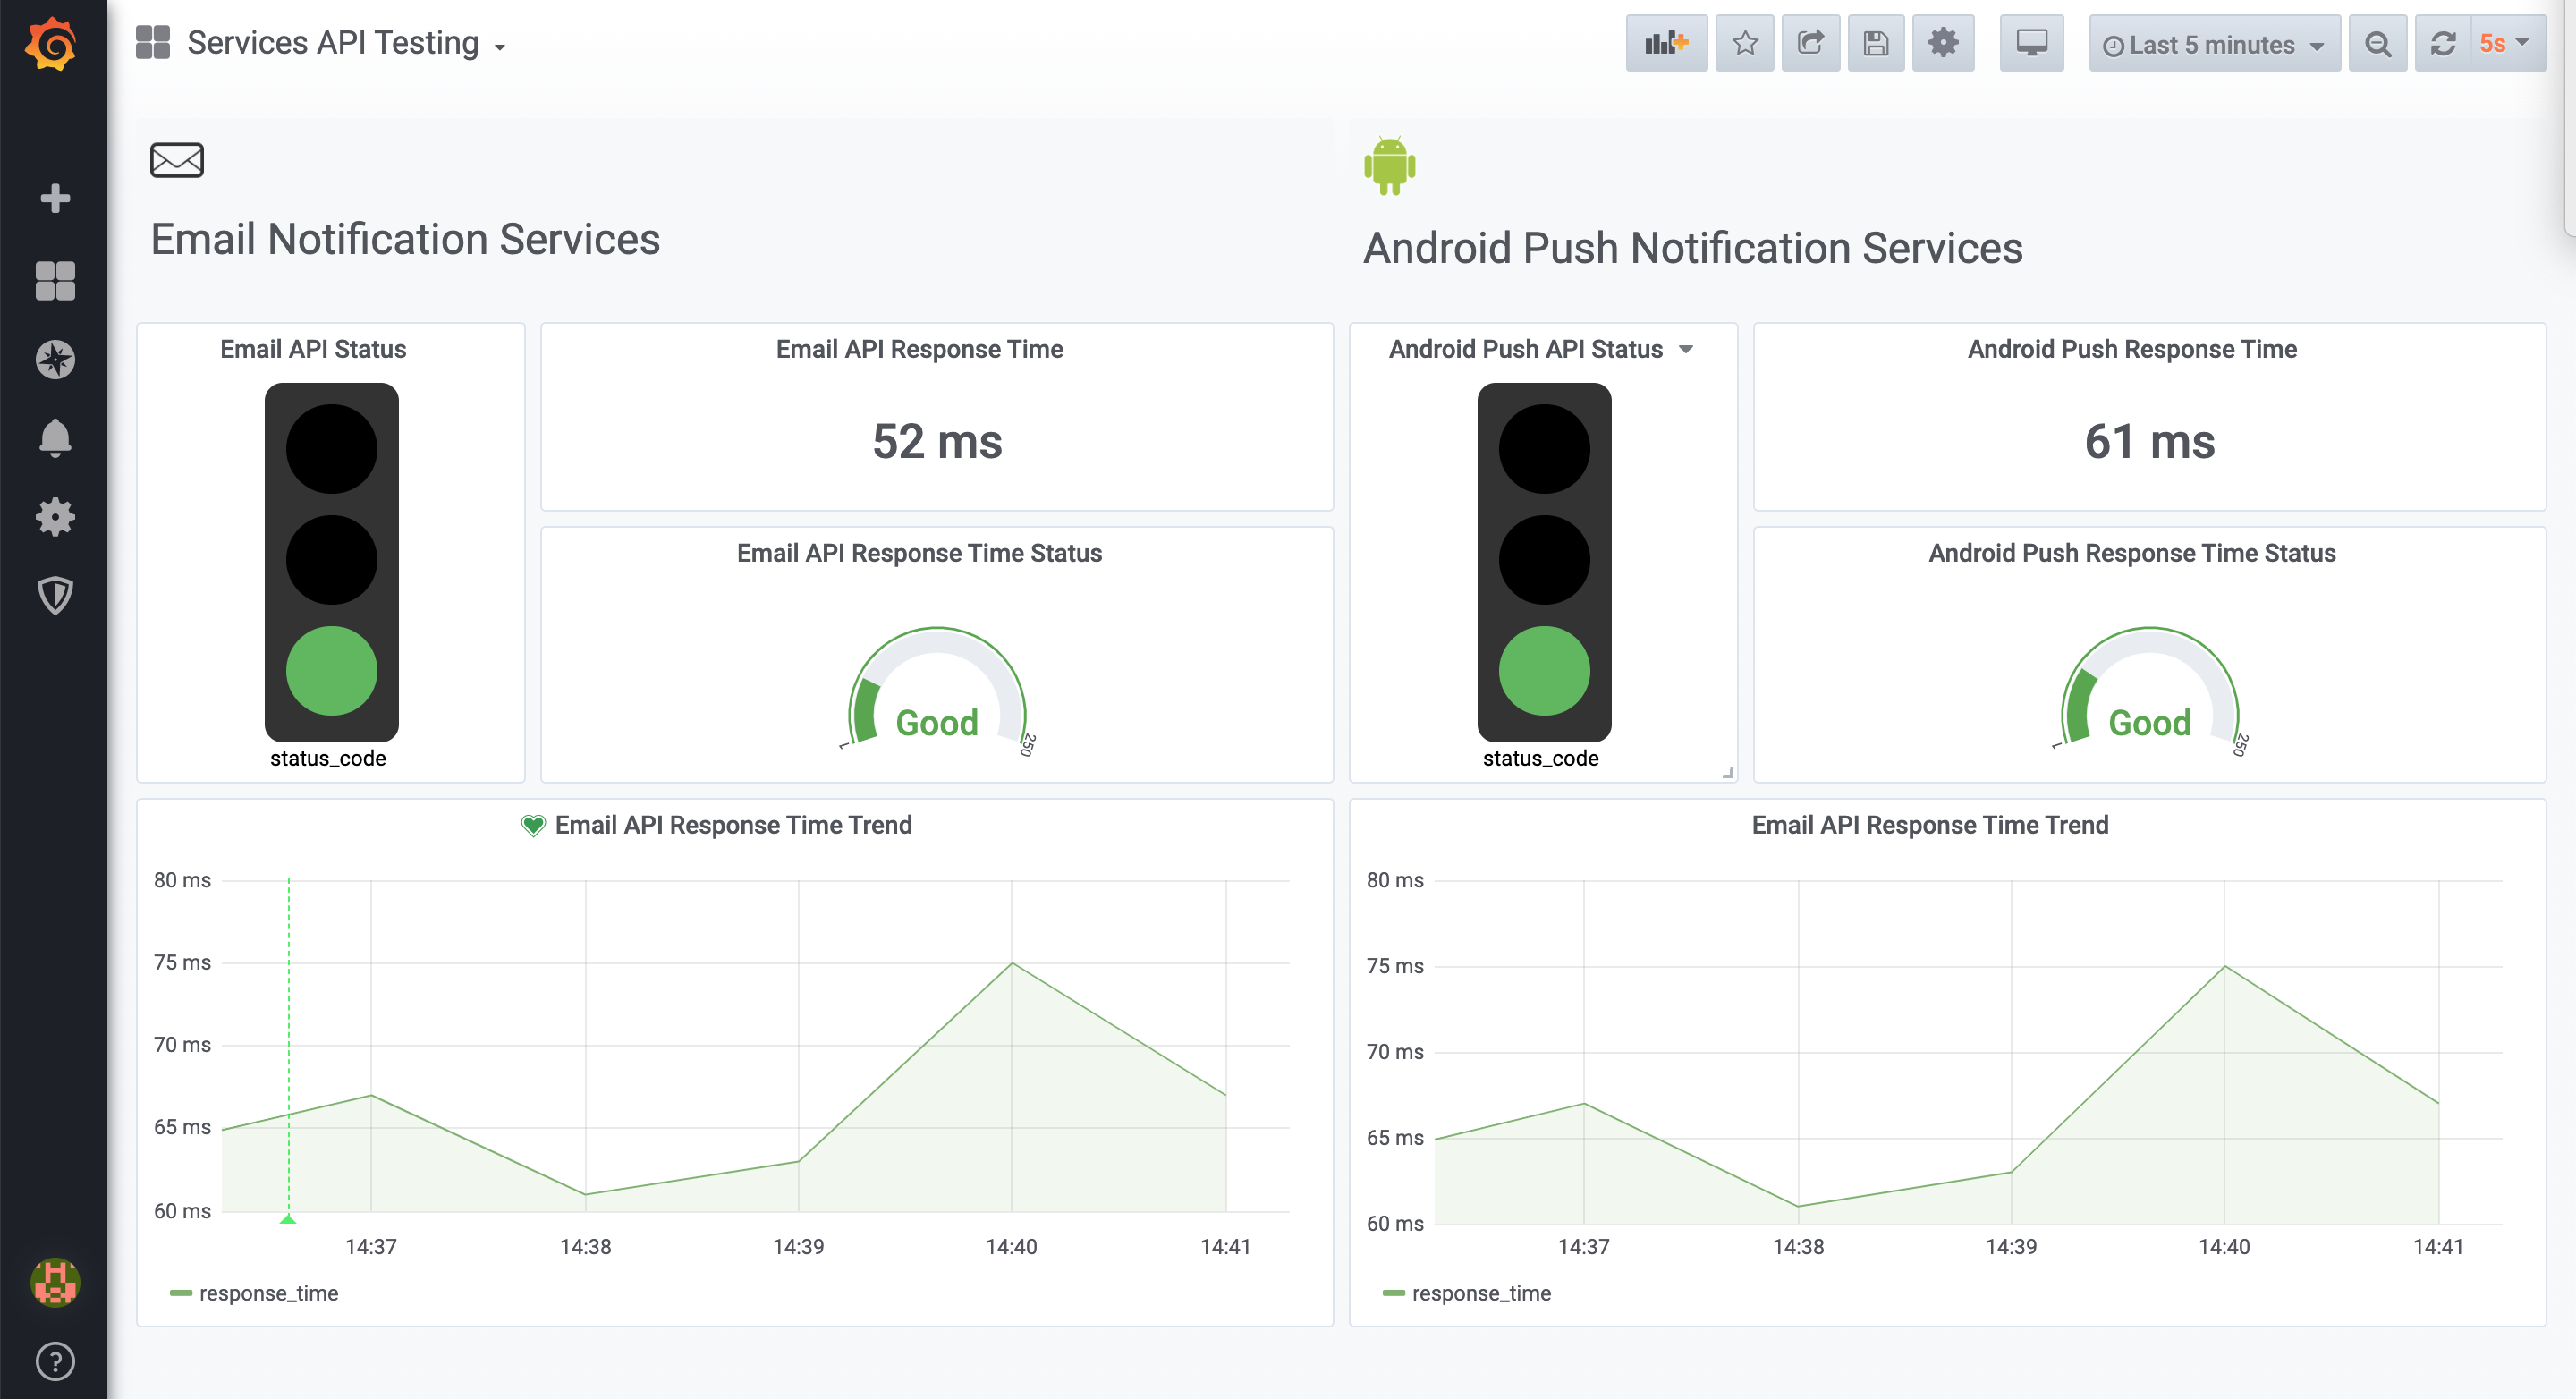 Services API Testing
Last 5 minutes
5s
Email Notification Services
Android Push Notification Services
Email API Status
status_code
Email API Response Time
52 ms
Email API Response Time Status
Good
1
250
Android Push API Status
status_code
Android Push Response Time
61 ms
Android Push Response Time Status
Good
1
250
Email API Response Time Trend
80 ms
75 ms
70 ms
65 ms
60 ms
14:37 14:38 14:39 14:40 14:41
response_time
Email API Response Time Trend
80 ms
75 ms
70 ms
65 ms
60 ms
14:37 14:38 14:39 14:40 14:41
response_time